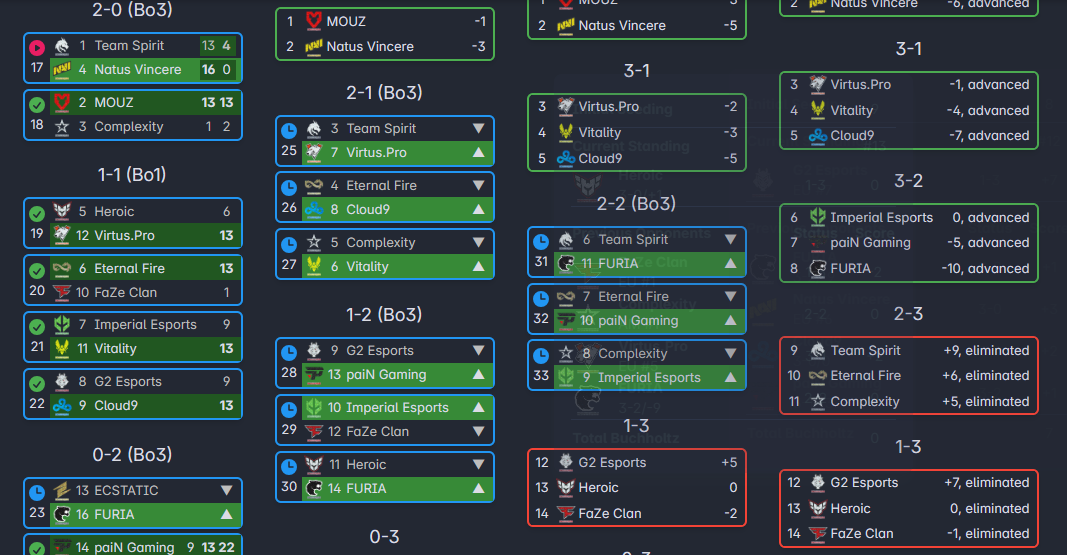 2-0 (Bo3)
1 Team Spirit 13 4
17 4 Natus Vincere 16 0
2 MOUZ 13 13
18 3 Complexity 1 2
1-1 (Bo1)
5 Heroic 6
19 12 Virtus.Pro 13
6 Eternal Fire 13
20 10 FaZe Clan 1
7 Imperial Esports 9
21 11 Vitality 13
8 G2 Esports 9
22 9 Cloud9 13
0-2 (Bo3)
13 ECSTATIC
23 16 FURIA
14 paiN Gaming 9 13 22
1 MOUZ -1
2 Natus Vincere -3
2-1 (Bo3)
3 Team Spirit
25 7 Virtus.Pro
4 Eternal Fire
26 8 Cloud9
5 Complexity
27 6 Vitality
1-2 (Bo3)
9 G2 Esports
28 13 paiN Gaming
10 Imperial Esports
29 12 FaZe Clan
11 Heroic
30 14 FURIA
0-3
1 MOUZ -3
2 Natus Vincere -5
3-1
3 Virtus.Pro -2
4 Vitality -3
5 Cloud9 -5
2-2 (Bo3)
6 Team Spirit
31 11 FURIA
7 Eternal Fire
32 10 paiN Gaming
8 Complexity
33 9 Imperial Esports
1-3
12 G2 Esports +5
13 Heroic 0
14 FaZe Clan -2
2 Natus Vincere -6, advanced
3-1
3 Virtus.Pro -1, advanced
4 Vitality -4, advanced
5 Cloud9 -7, advanced
3-2
6 Imperial Esports 0, advanced
7 paiN Gaming -5, advanced
8 FURIA -10, advanced
2-3
9 Team Spirit +9, eliminated
10 Eternal Fire +6, eliminated
11 Complexity +5, eliminated
1-3
12 G2 Esports +7, eliminated
13 Heroic 0, eliminated
14 FaZe Clan -1, eliminated